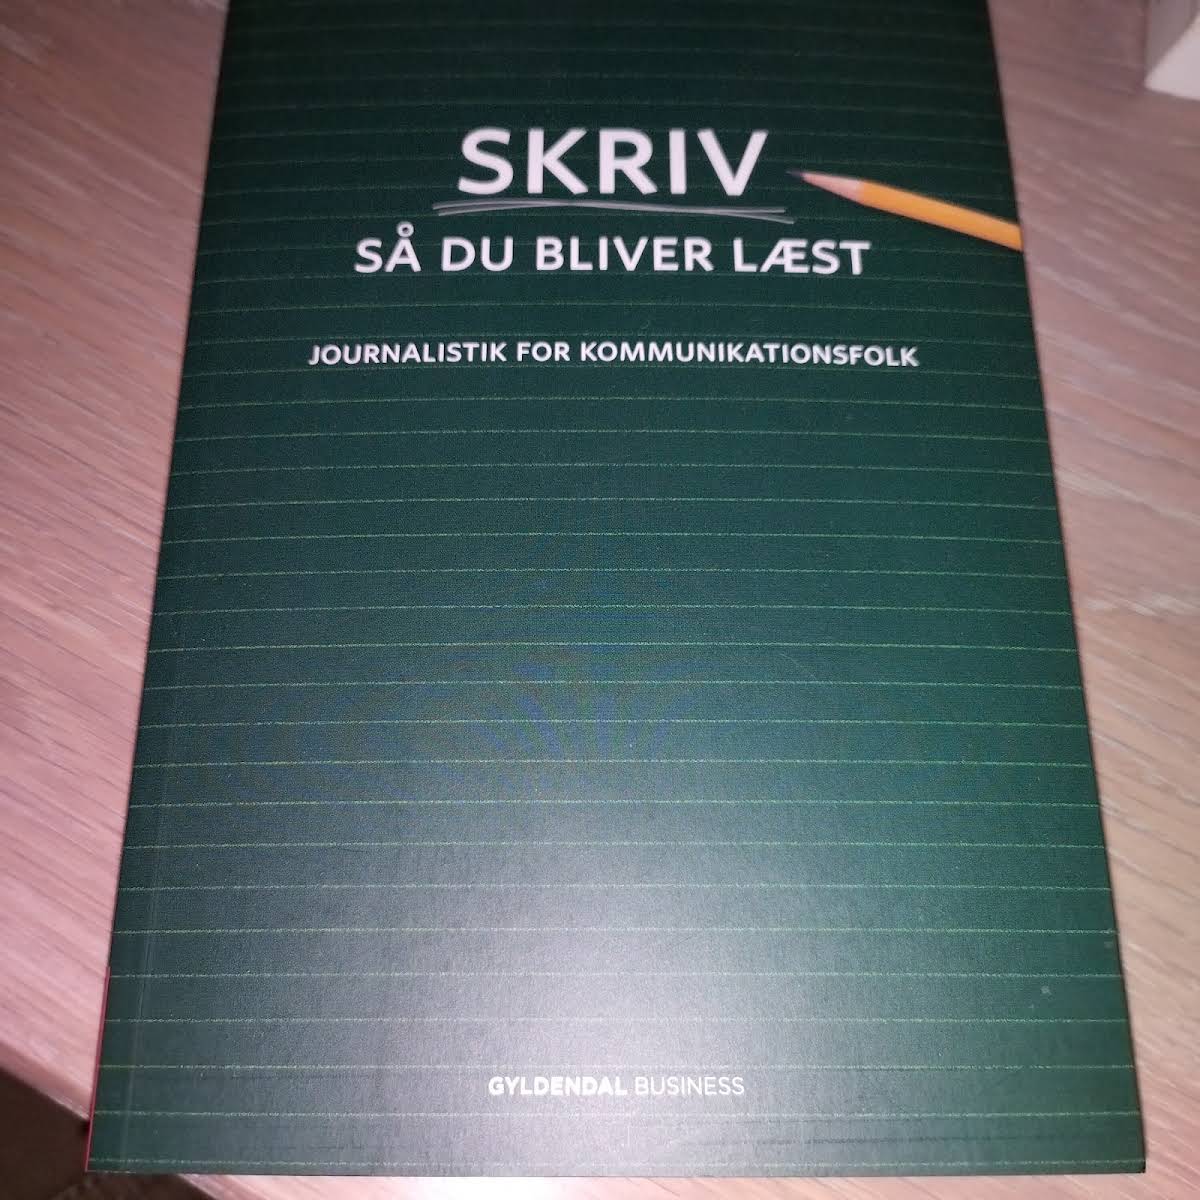 SKRIV
SÅ DU BLIVER LÆST
JOURNALISTIK FOR KOMMUNIKATIONSFOLK
GYLDENDAL BUSINESS